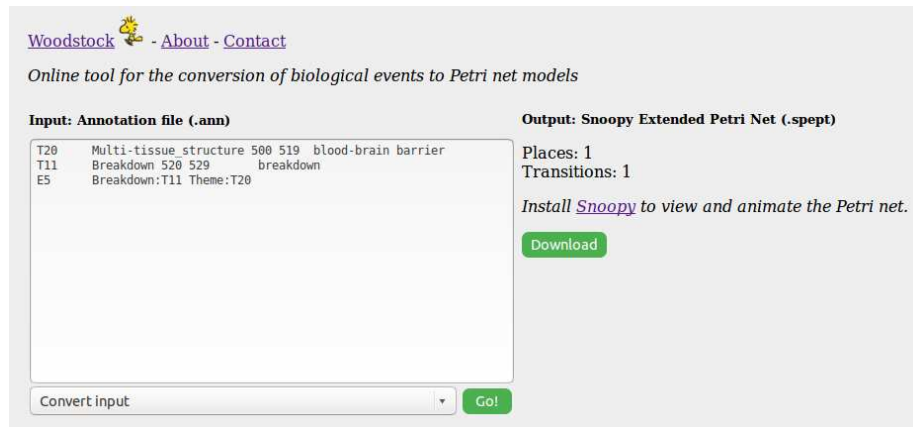 Woodstock - About - Contact
Online tool for the conversion of biological events to Petri net models
Input: Annotation file (.ann)
T20 Multi-tissue_structure 500 519 blood-brain barrier
T11 Breakdown 520 529 breakdown
E5 Breakdown:T11 Theme:T20
Convert input
Go!
Output: Snoopy Extended Petri Net (.spept)
Places: 1
Transitions: 1
Install Snoopy to view and animate the Petri net.
Download